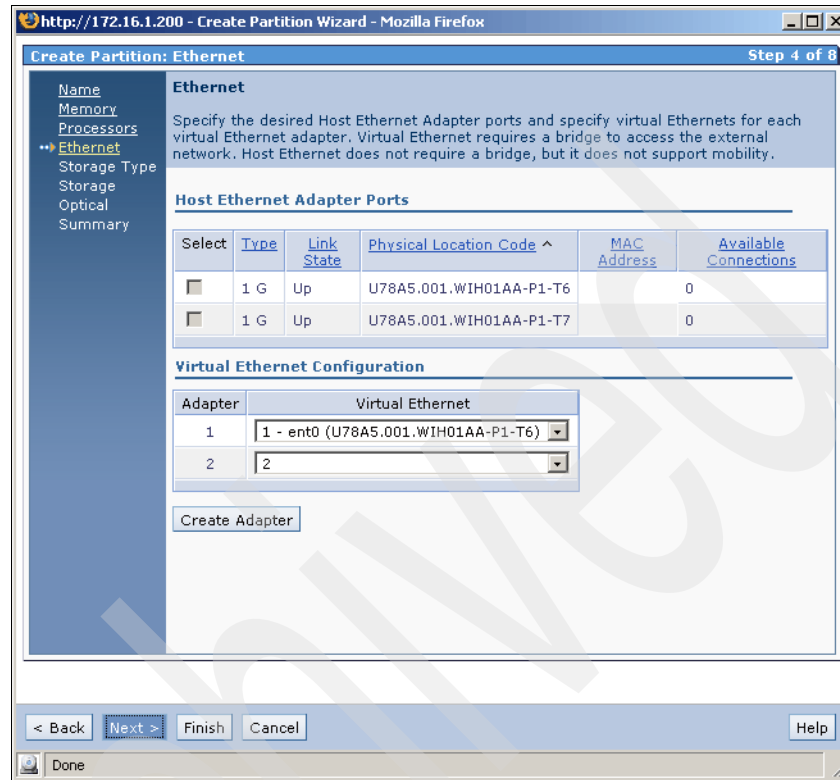 http://172.16.1.200 - Create Partition Wizard - Mozilla Firefox
Create Partition: Ethernet
Step 4 of 8
Name
Memory
Processors
Ethernet
Storage Type
Storage
Optical
Summary
Ethernet
Specify the desired Host Ethernet Adapter ports and specify virtual Ethernets for each
virtual Ethernet adapter. Virtual Ethernet requires a bridge to access the external
network. Host Ethernet does not require a bridge, but it does not support mobility.
Host Ethernet Adapter Ports
Select Type Link State Physical Location Code ^ MAC Address Available Connections
1 G Up U78A5.001.WIH01AA-P1-T6 0
1 G Up U78A5.001.WIH01AA-P1-T7 0
Virtual Ethernet Configuration
Adapter Virtual Ethernet
1 1 - ent0 (U78A5.001.WIH01AA-P1-T6)
2 2
Create Adapter
< Back Next > Finish Cancel Help
Done